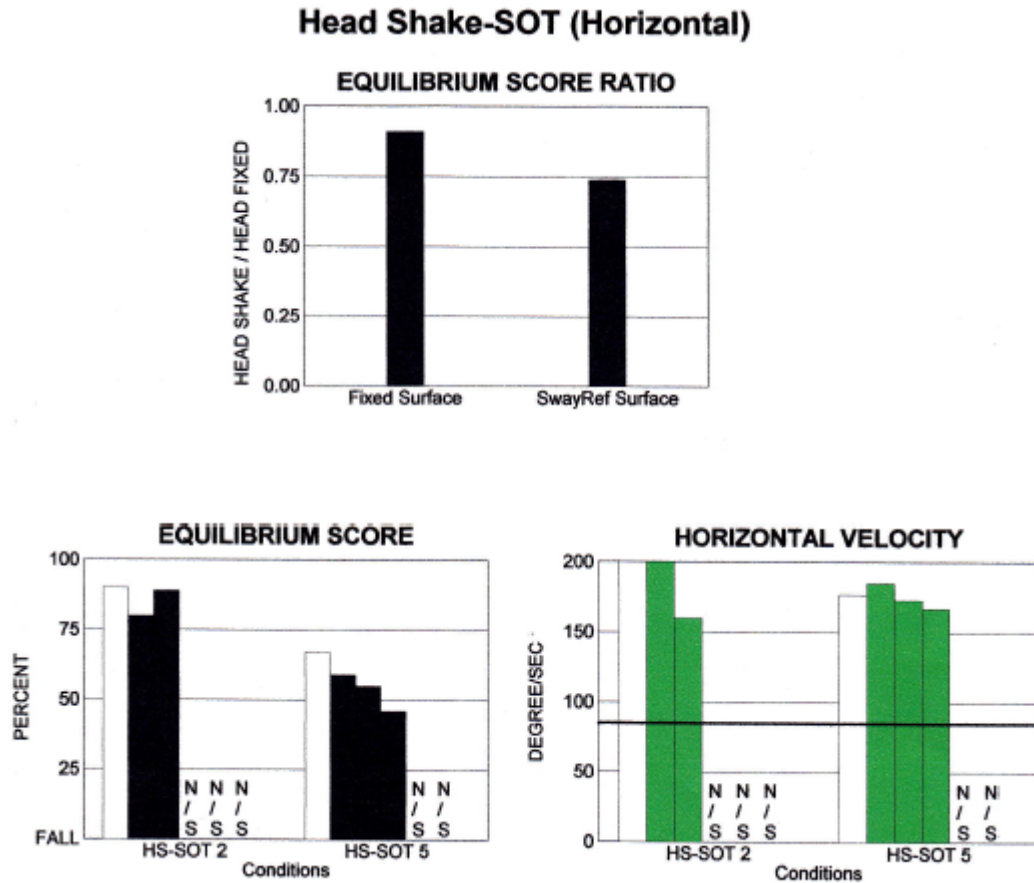 Head Shake-SOT (Horizontal)
EQUILIBRIUM SCORE RATIO
HEAD SHAKE / HEAD FIXED
1.00
0.75
0.50
0.25
0.00
Fixed Surface
SwayRef Surface
EQUILIBRIUM SCORE
PERCENT
100
75
50
25
FALL
N/S
N/S
N/S
N/S
N/S
HS-SOT 2
HS-SOT 5
Conditions
HORIZONTAL VELOCITY
DEGREE/SEC
200
150
100
50
0
N/S
N/S
N/S
N/S
N/S
HS-SOT 2
HS-SOT 5
Conditions